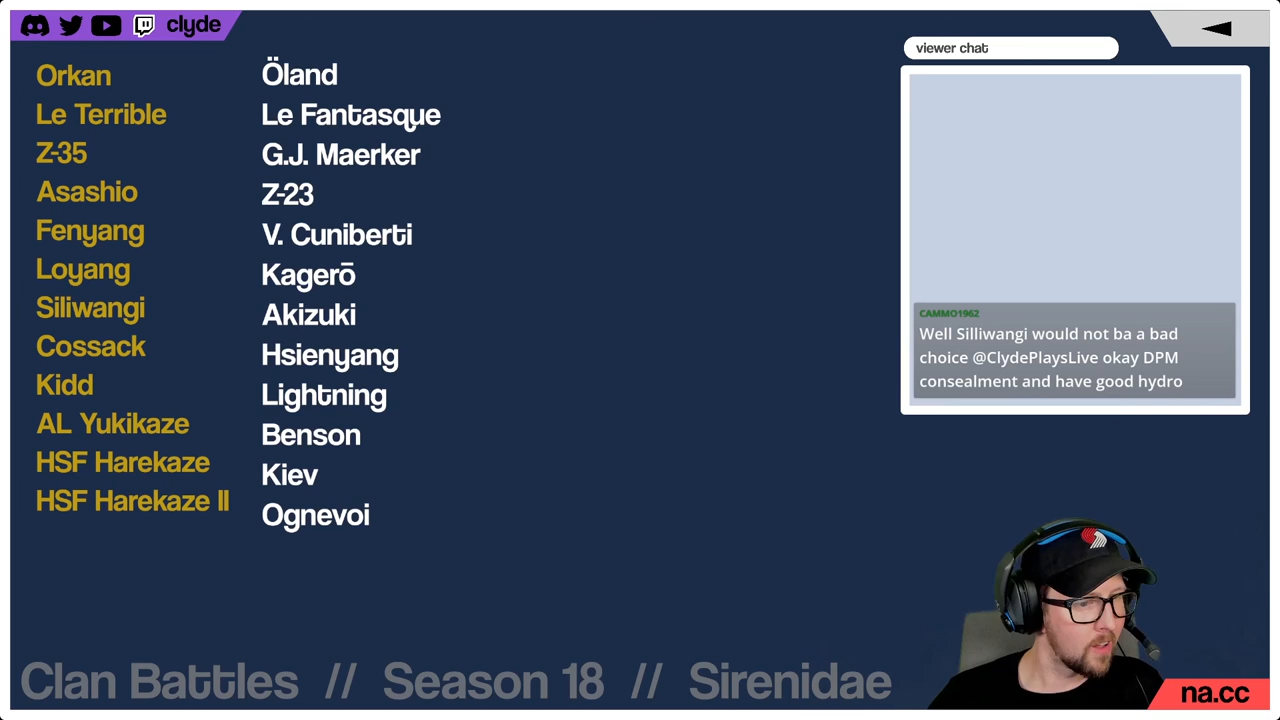 clyde
Orkan
Le Terrible
Z-35
Asashio
Fenyang
Loyang
Siliwangi
Cossack
Kidd
AL Yukikaze
HSF Harekaze
HSF Harekaze II
Öland
Le Fantasque
G.J. Maerker
Z-23
V. Cuniberti
Kagerō
Akizuki
Hsienyang
Lightning
Benson
Kiev
Ognevoi
viewer chat
CAMMO1962
Well Silliwangi would not ba a bad
choice @ClydePlaysLive okay DPM
consealment and have good hydro
Clan Battles // Season 18 // Sirenidae
na.cc